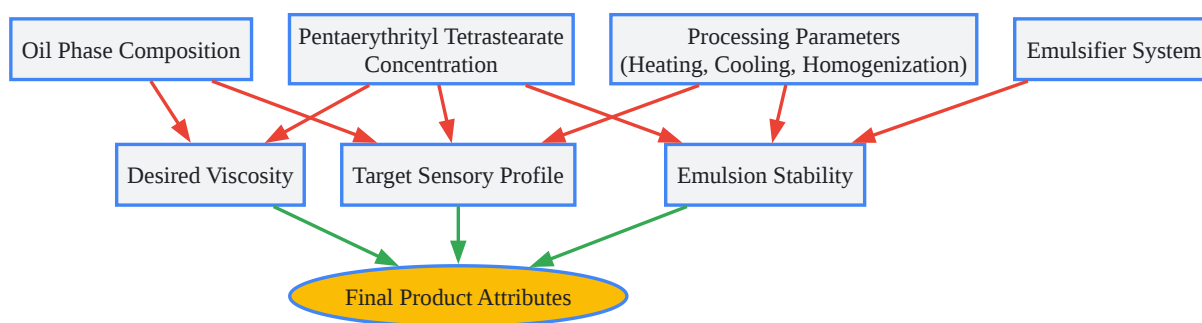 Oil Phase Composition
Pentaerythrityl Tetrastearate
Concentration
Processing Parameters
(Heating, Cooling, Homogenization)
Emulsifier System
Desired Viscosity
Target Sensory Profile
Emulsion Stability
Final Product Attributes